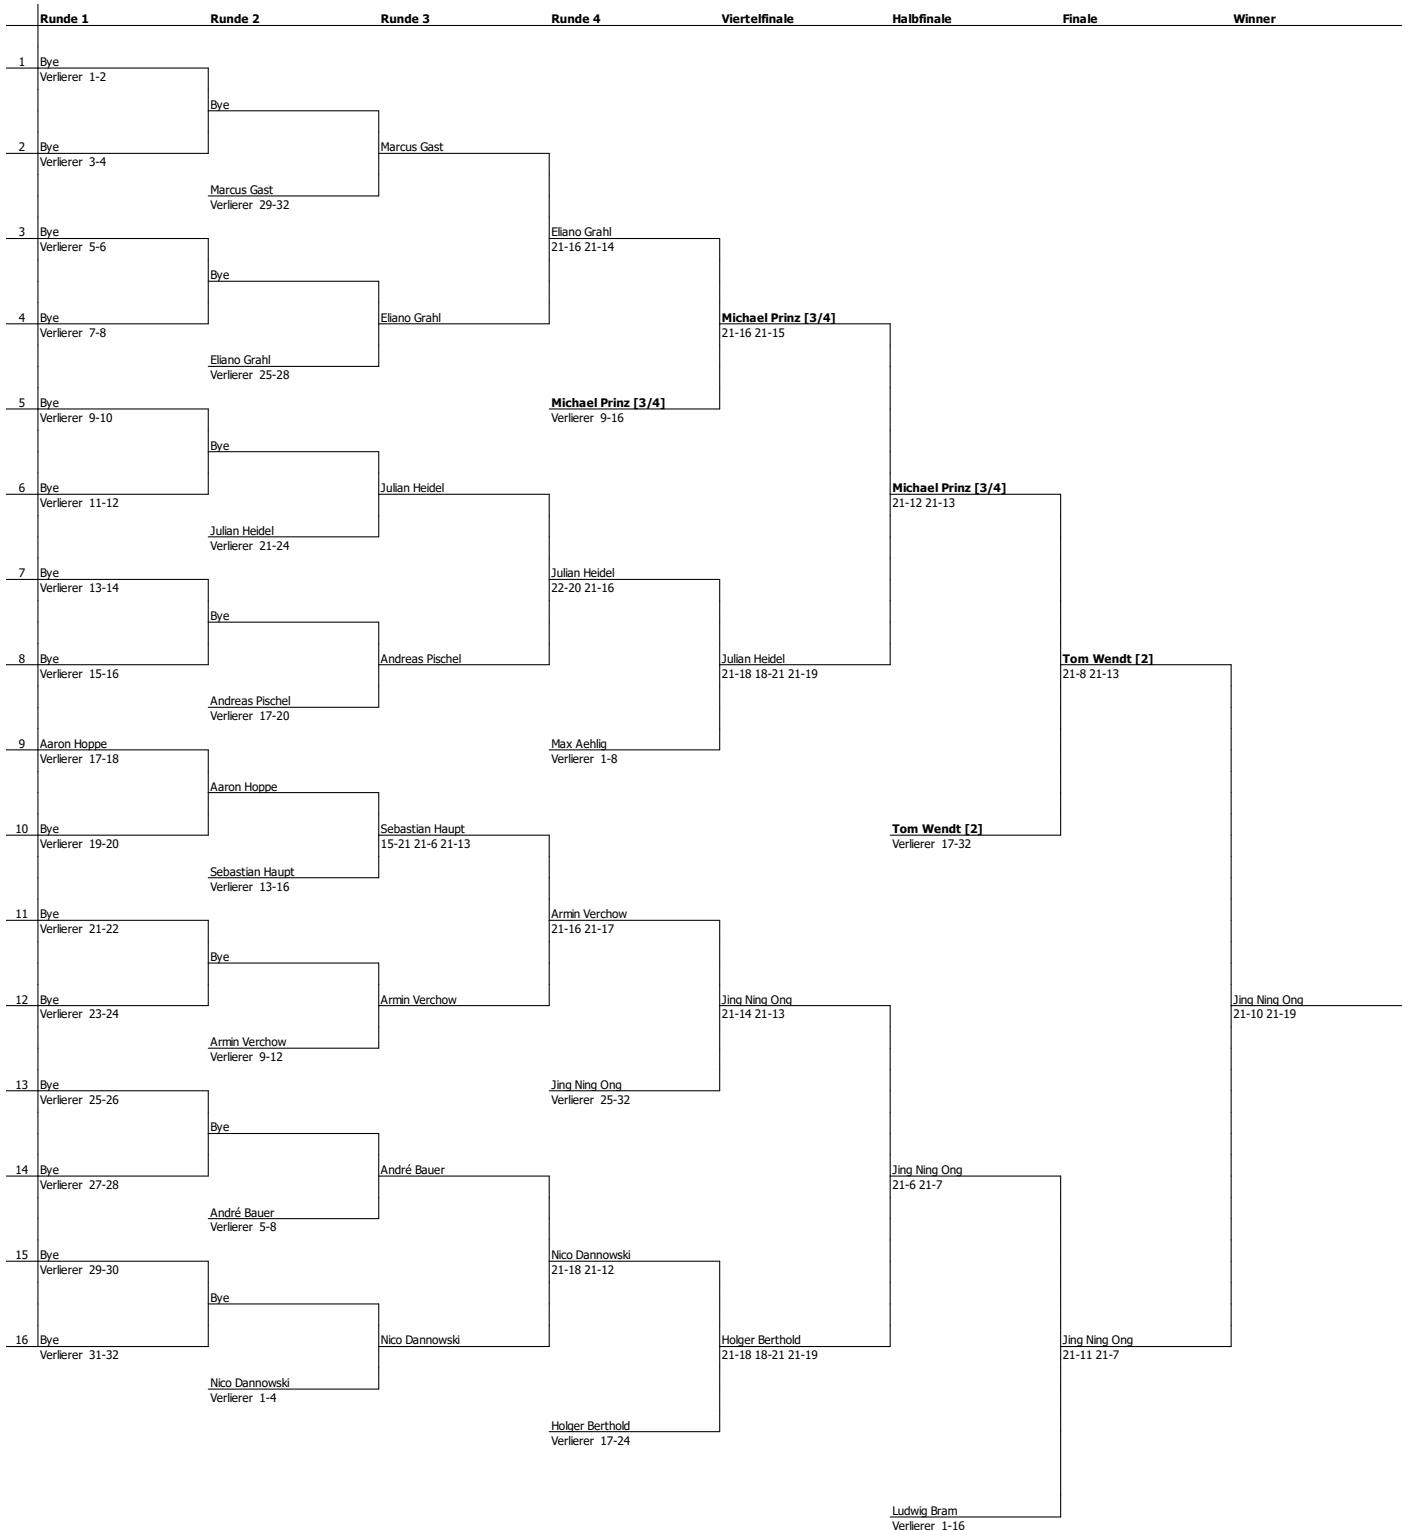 Runde 1 Runde 2 Runde 3 Runde 4 Viertelfinale Halbfinale Finale Winner
1 Bye
Verlierer 1-2
Bye
2 Bye Marcus Gast
Verlierer 3-4
Marcus Gast
Verlierer 29-32
3 Bye Eliano Grahl
Verlierer 5-6 21-16 21-14
Bye
4 Bye Eliano Grahl Michael Prinz [3/4]
Verlierer 7-8 21-16 21-15
Eliano Grahl
Verlierer 25-28
5 Bye Michael Prinz [3/4]
Verlierer 9-10 Verlierer 9-16
Bye
6 Bye Julian Heidel Michael Prinz [3/4]
Verlierer 11-12 21-12 21-13
Julian Heidel
Verlierer 21-24
7 Bye Julian Heidel
Verlierer 13-14 22-20 21-16
Bye
8 Bye Andreas Pischel Julian Heidel Tom Wendt [2]
Verlierer 15-16 21-18 18-21 21-19 21-8 21-13
Andreas Pischel
Verlierer 17-20
9 Aaron Hoppe Max Aehlig
Verlierer 17-18 Verlierer 1-8
Aaron Hoppe
10 Bye Sebastian Haupt Tom Wendt [2]
Verlierer 19-20 15-21 21-6 21-13 Verlierer 17-32
Sebastian Haupt
Verlierer 13-16
11 Bye Armin Verchow
Verlierer 21-22 21-16 21-17
Bye
12 Bye Armin Verchow Jing Ning Ong Jing Ning Ong
Verlierer 23-24 21-14 21-13 21-10 21-19
Armin Verchow
Verlierer 9-12
13 Bye Jing Ning Ong
Verlierer 25-26 Verlierer 25-32
Bye
14 Bye André Bauer Jing Ning Ong
Verlierer 27-28 21-6 21-7
André Bauer
Verlierer 5-8
15 Bye Nico Dannowski
Verlierer 29-30 21-18 21-12
Bye
16 Bye Nico Dannowski Holger Berthold Jing Ning Ong
Verlierer 31-32 21-18 18-21 21-19 21-11 21-7
Nico Dannowski
Verlierer 1-4
Holger Berthold
Verlierer 17-24
Ludwig Bram
Verlierer 1-16